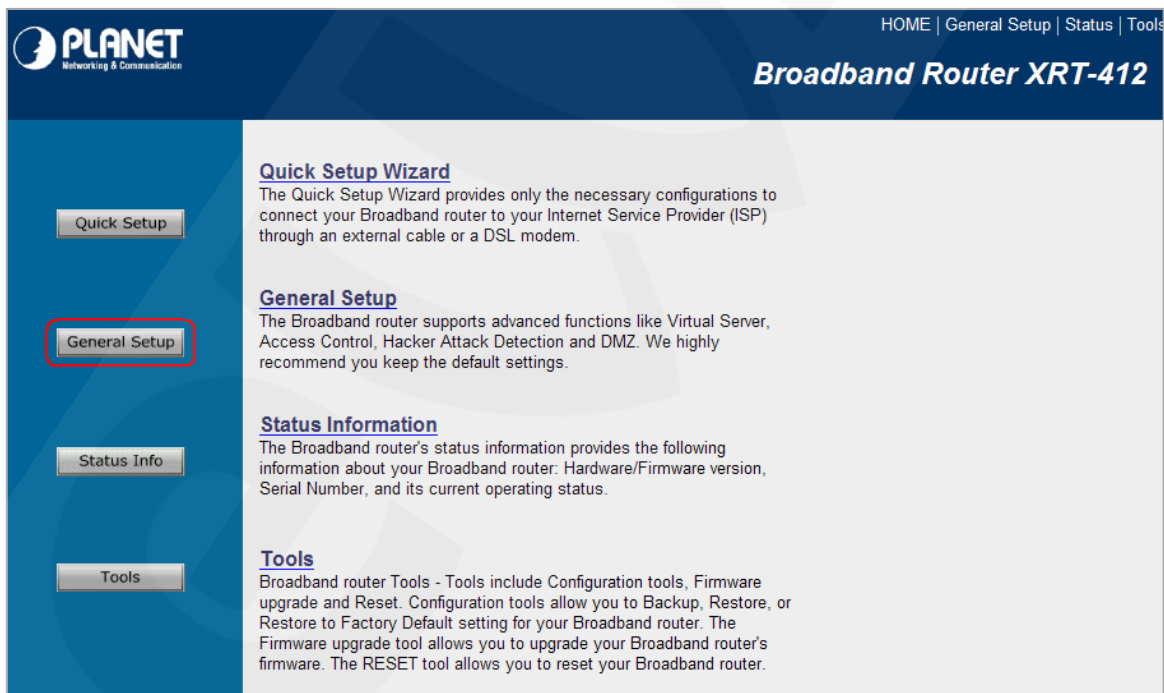 PLANET
Networking & Communication
HOME | General Setup | Status | Tools
Broadband Router XRT-412
Quick Setup
Quick Setup Wizard
The Quick Setup Wizard provides only the necessary configurations to
connect your Broadband router to your Internet Service Provider (ISP)
through an external cable or a DSL modem.
General Setup
General Setup
The Broadband router supports advanced functions like Virtual Server,
Access Control, Hacker Attack Detection and DMZ. We highly
recommend you keep the default settings.
Status Info
Status Information
The Broadband router's status information provides the following
information about your Broadband router: Hardware/Firmware version,
Serial Number, and its current operating status.
Tools
Tools
Broadband router Tools - Tools include Configuration tools, Firmware
upgrade and Reset. Configuration tools allow you to Backup, Restore, or
Restore to Factory Default setting for your Broadband router. The
Firmware upgrade tool allows you to upgrade your Broadband router's
firmware. The RESET tool allows you to reset your Broadband router.